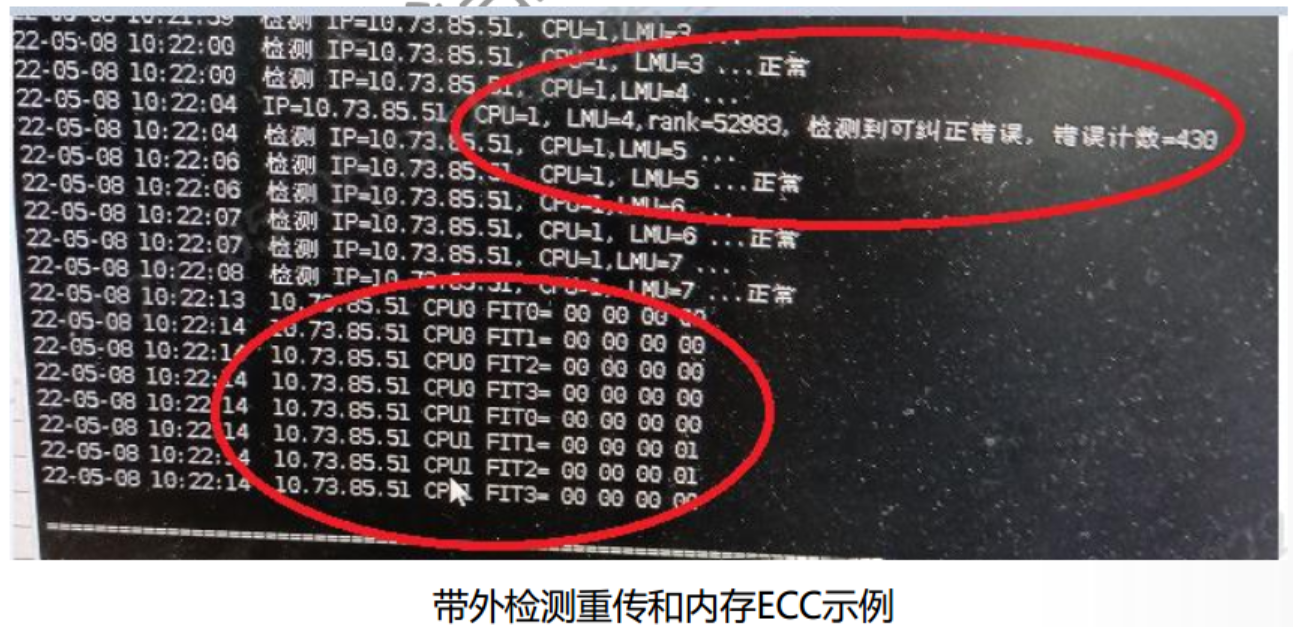 22-05-08 10:21:59 检测 IP=10.73.85.51, CPU=1,LMU=3 ...
22-05-08 10:22:00 检测 IP=10.73.85.51, CPU=1, LMU=3 ...正常
22-05-08 10:22:00 检测 IP=10.73.85.51, CPU=1,LMU=4 ...
22-05-08 10:22:04 IP=10.73.85.51, CPU=1, LMU=4,rank=52983, 检测到可纠正错误, 错误计数=430
22-05-08 10:22:04 检测 IP=10.73.85.51, CPU=1,LMU=5 ...
22-05-08 10:22:06 检测 IP=10.73.85.51, CPU=1, LMU=5 ...正常
22-05-08 10:22:06 检测 IP=10.73.85.51, CPU=1,LMU=6 ...
22-05-08 10:22:07 检测 IP=10.73.85.51, CPU=1, LMU=6 ...正常
22-05-08 10:22:07 检测 IP=10.73.85.51, CPU=1,LMU=7 ...
22-05-08 10:22:08 检测 IP=10.73.85.51, CPU=1, LMU=7 ...正常
22-05-08 10:22:13 10.73.85.51 CPU0 FIT0= 00 00 00 00
22-05-08 10:22:14 10.73.85.51 CPU0 FIT1= 00 00 00 00
22-05-08 10:22:14 10.73.85.51 CPU0 FIT2= 00 00 00 00
22-05-08 10:22:14 10.73.85.51 CPU0 FIT3= 00 00 00 00
22-05-08 10:22:14 10.73.85.51 CPU1 FIT0= 00 00 00 00
22-05-08 10:22:14 10.73.85.51 CPU1 FIT1= 00 00 00 01
22-05-08 10:22:14 10.73.85.51 CPU1 FIT2= 00 00 00 01
22-05-08 10:22:14 10.73.85.51 CPU1 FIT3= 00 00 00 00
带外检测重传和内存ECC示例